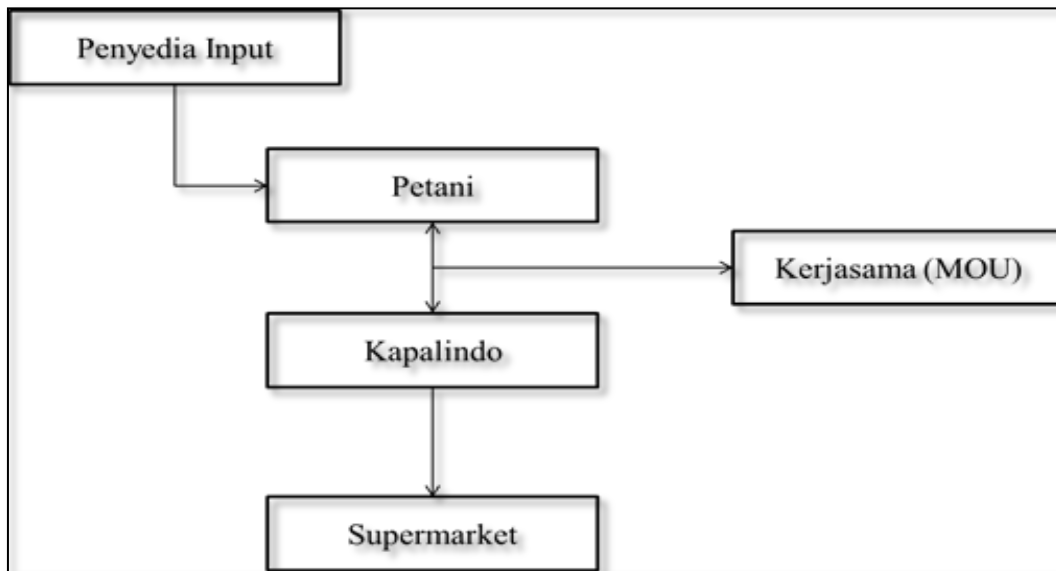 Penyedia Input
Petani
Kerjasama (MOU)
Kapalindo
Supermarket